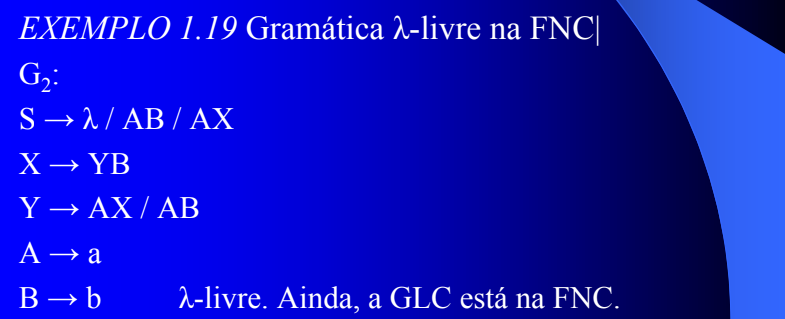 EXEMPLO 1.19 Gramática λ-livre na FNC|
G₂:
S → λ / AB / AX
X → YB
Y → AX / AB
A → a
B → b λ-livre. Ainda, a GLC está na FNC.